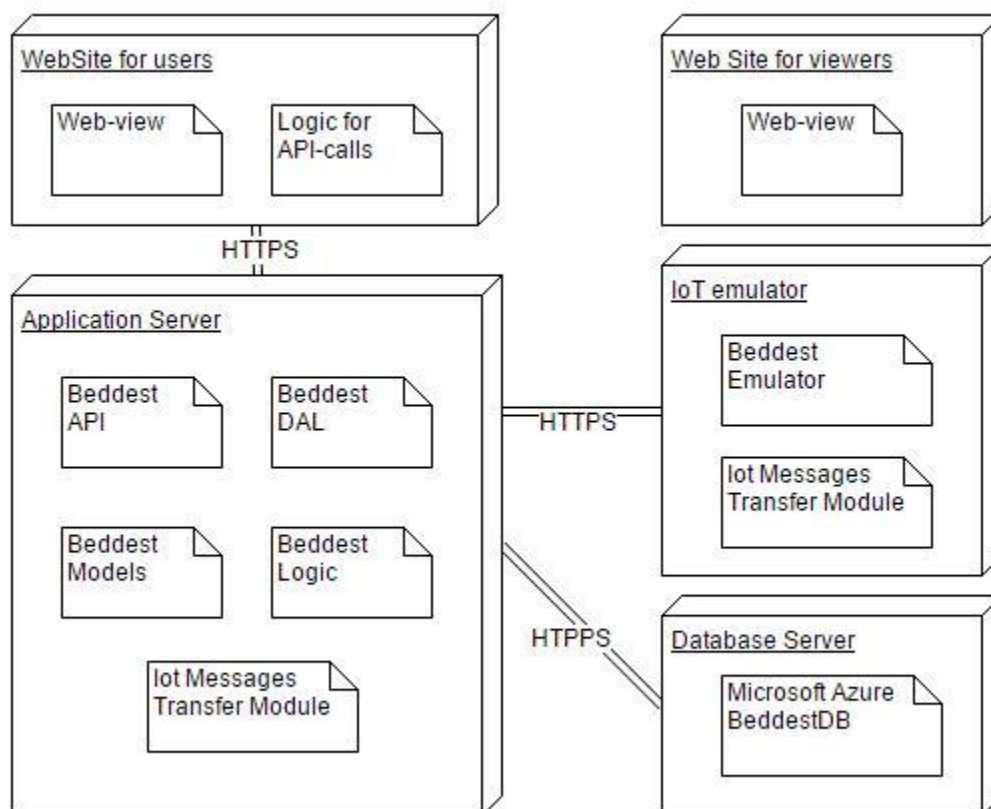 WebSite for users
Web-view
Logic for
API-calls
Web Site for viewers
Web-view
HTTPS
Application Server
Beddest
API
Beddest
DAL
Beddest
Models
Beddest
Logic
Iot Messages
Transfer Module
HTTPS
HTPPS
IoT emulator
Beddest
Emulator
Iot Messages
Transfer Module
Database Server
Microsoft Azure
BeddestDB